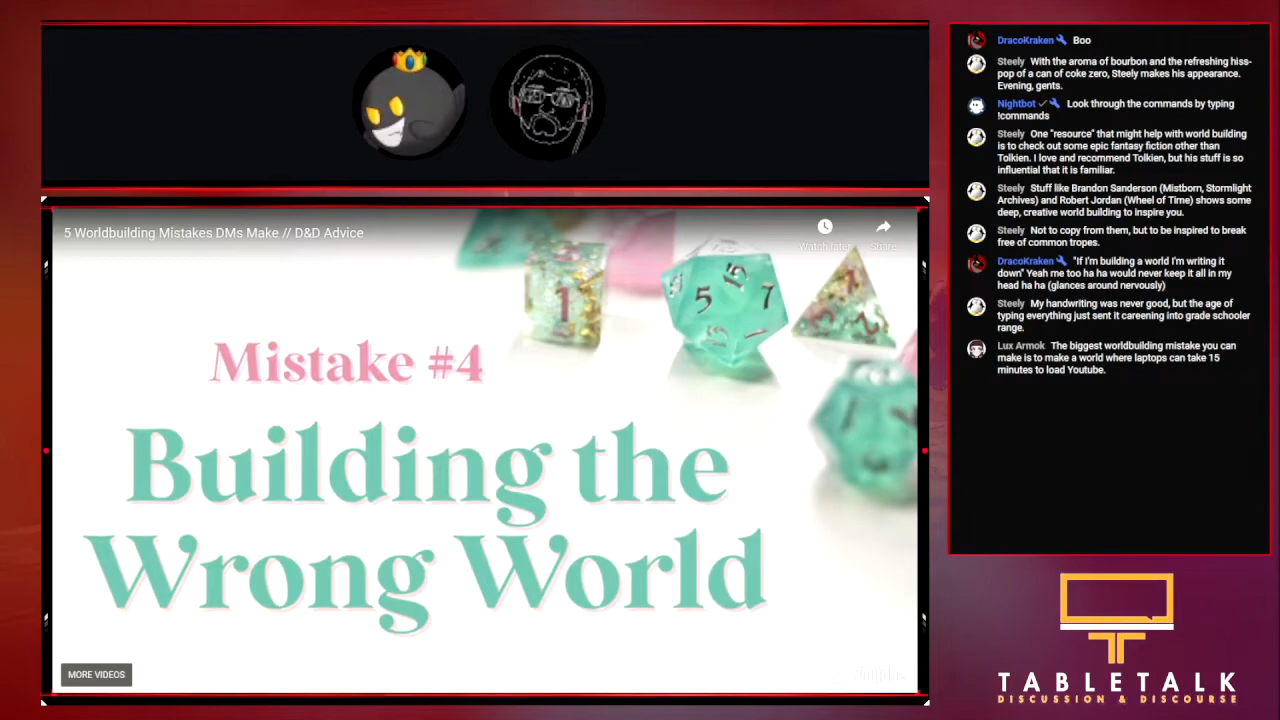 5 Worldbuilding Mistakes DMs Make // D&D Advice
Watch later
Share
1
5
15
7
1
Mistake #4
Building the
Wrong World
MORE VIDEOS
DracoKraken Boo
Steely With the aroma of bourbon and the refreshing hiss-
pop of a can of coke zero, Steely makes his appearance.
Evening, gents.
Nightbot Look through the commands by typing
!commands
Steely One "resource" that might help with world building
is to check out some epic fantasy fiction other than
Tolkien. I love and recommend Tolkien, but his stuff is so
influential that it is familiar.
Steely Stuff like Brandon Sanderson (Mistborn, Stormlight
Archives) and Robert Jordan (Wheel of Time) shows some
deep, creative world building to inspire you.
Steely Not to copy from them, but to be inspired to break
free of common tropes.
DracoKraken "If I'm building a world I'm writing it
down" Yeah me too ha ha would never keep it all in my
head ha ha (glances around nervously)
Steely My handwriting was never good, but the age of
typing everything just sent it careening into grade schooler
range.
Lux Armok The biggest worldbuilding mistake you can
make is to make a world where laptops can take 15
minutes to load Youtube.
TABLETALK
DISCUSSION & DISCOURSE